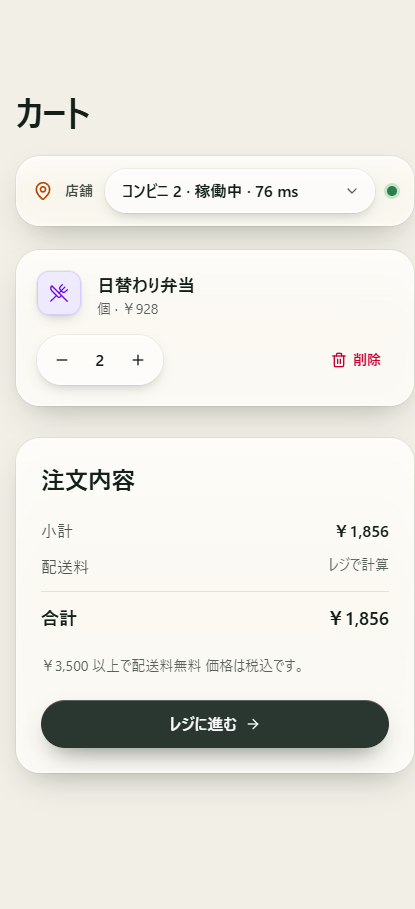 カート
店舗
コンビニ 2 · 稼働中 · 76 ms
日替わり弁当
個 · ￥928
2
削除
注文内容
小計 ￥1,856
配送料 レジで計算
合計 ￥1,856
￥3,500 以上で配送料無料 価格は税込です。
レジに進む